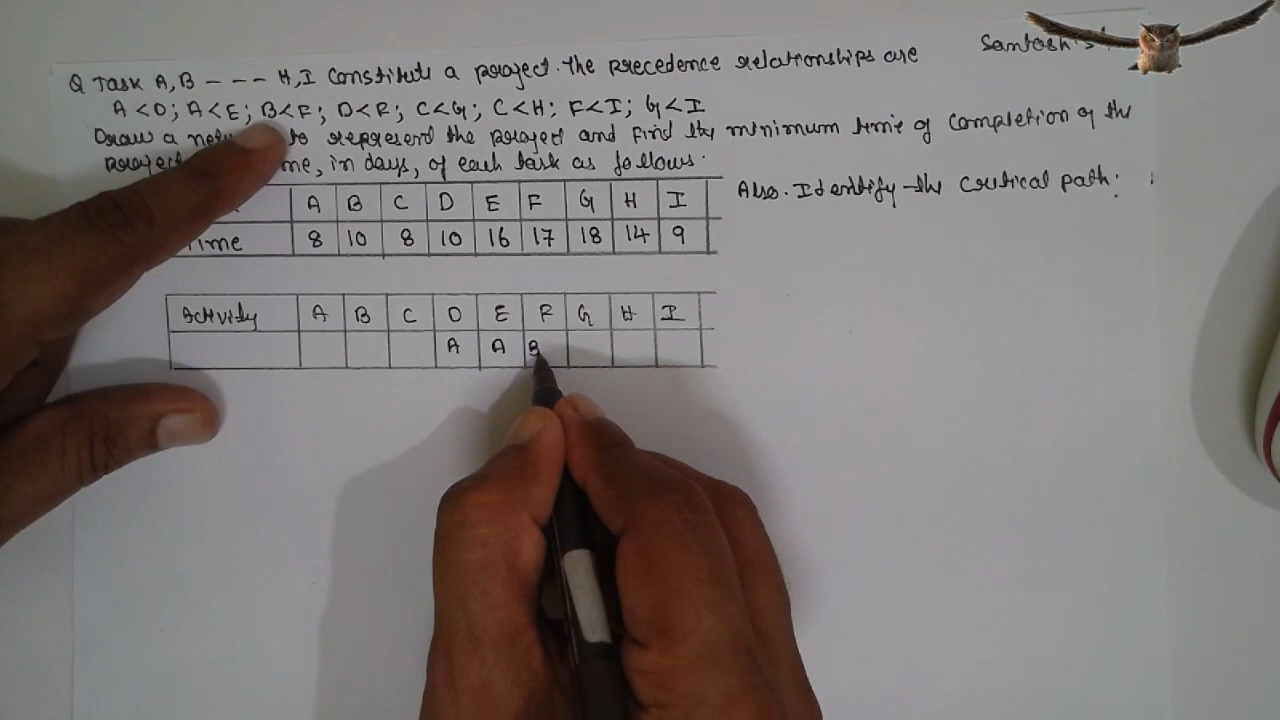 Q Task A, B - - - - H, I Constitute a project. The precedence relationships are
Santosh
A < D; A < E; B < F; D < F; C < G; C < H; F < I; G < I
Draw a to represent the project and find the minimum time of completion of the
project me, in days, of each task as follows.
Also. Identify the critical path.
A B C D E F G H I
Time 8 10 8 10 16 17 18 14 9
Activity A B C D E F G H I
A A B